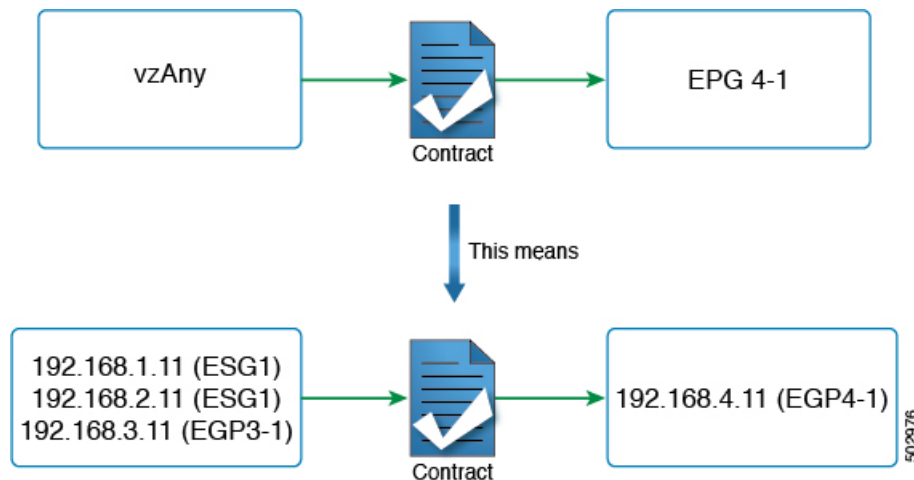 vzAny
EPG 4-1
Contract
This means
192.168.1.11 (ESG1)
192.168.2.11 (ESG1)
192.168.3.11 (EGP3-1)
192.168.4.11 (EGP4-1)
Contract
502976